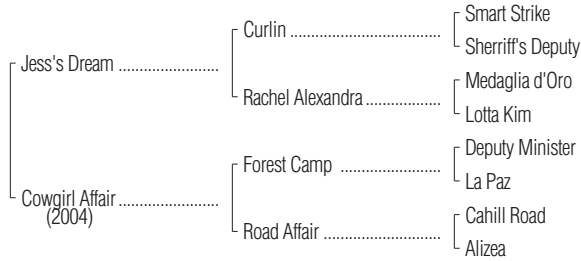 Smart Strike
Curlin ......................................
Sherriff's Deputy
Jess's Dream .........................
Medaglia d'Oro
Rachel Alexandra ...................
Lotta Kim
Deputy Minister
Forest Camp .........................
La Paz
Cowgirl Affair .........................
(2004)
Cahill Road
Road Affair ..............................
Alizea